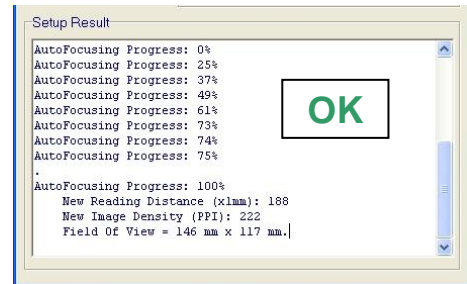 Setup Result
AutoFocusing Progress: 0%
AutoFocusing Progress: 25%
AutoFocusing Progress: 37%
AutoFocusing Progress: 49%
AutoFocusing Progress: 61%
AutoFocusing Progress: 73%
AutoFocusing Progress: 74%
AutoFocusing Progress: 75%
.
AutoFocusing Progress: 100%
New Reading Distance (x1mm): 188
New Image Density (PPI): 222
Field Of View = 146 mm x 117 mm.
OK